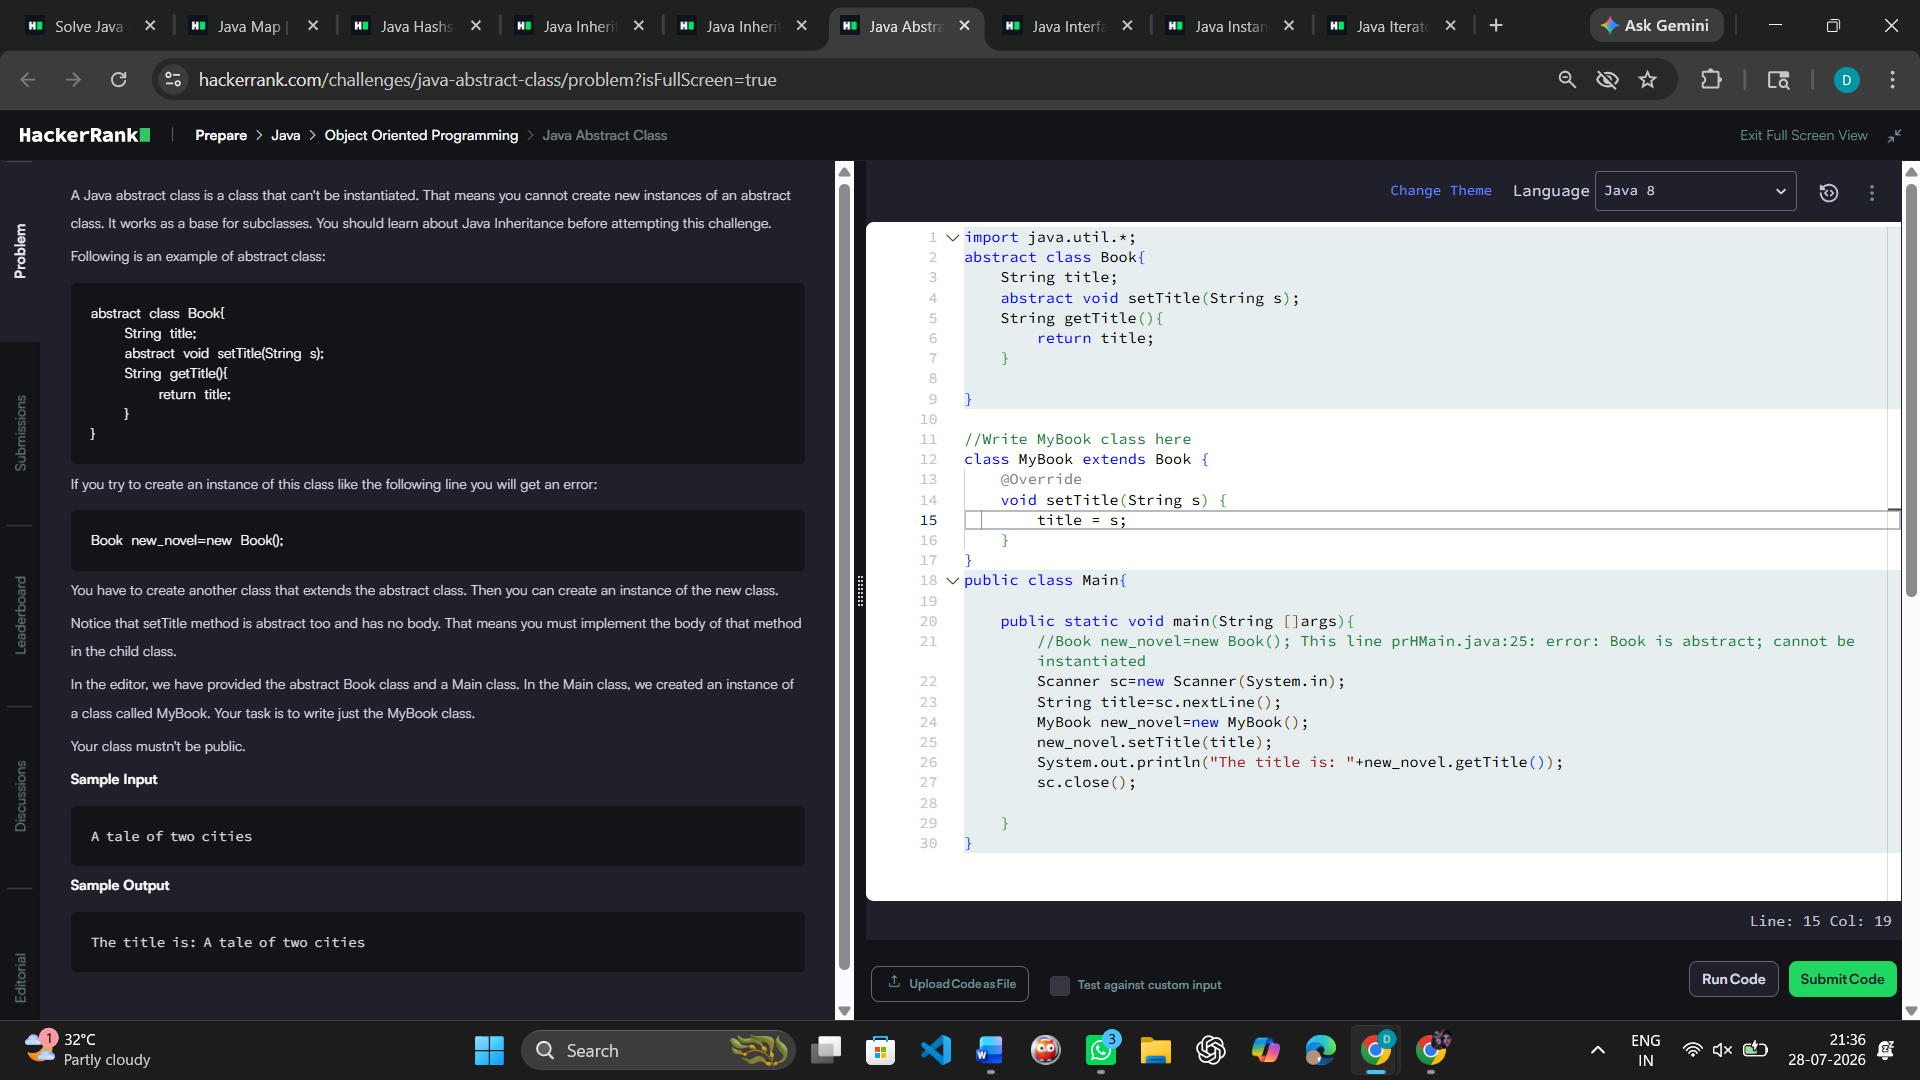 Solve Java
Java Map |
Java Hashs
Java Inherit
Java Inherit
Java Abstra
Java Interfa
Java Instan
Java Iterato
Ask Gemini
hackerrank.com/challenges/java-abstract-class/problem?isFullScreen=true
D
HackerRank
Prepare > Java > Object Oriented Programming > Java Abstract Class
Exit Full Screen View
Problem
Submissions
Leaderboard
Discussions
Editorial
A Java abstract class is a class that can't be instantiated. That means you cannot create new instances of an abstract
class. It works as a base for subclasses. You should learn about Java Inheritance before attempting this challenge.
Following is an example of abstract class:
abstract class Book{
String title;
abstract void setTitle(String s);
String getTitle(){
return title;
}
}
If you try to create an instance of this class like the following line you will get an error:
Book new_novel=new Book();
You have to create another class that extends the abstract class. Then you can create an instance of the new class.
Notice that setTitle method is abstract too and has no body. That means you must implement the body of that method
in the child class.
In the editor, we have provided the abstract Book class and a Main class. In the Main class, we created an instance of
a class called MyBook. Your task is to write just the MyBook class.
Your class mustn't be public.
Sample Input
A tale of two cities
Sample Output
The title is: A tale of two cities
Change Theme
Language
Java 8
1 import java.util.*;
2 abstract class Book{
3 String title;
4 abstract void setTitle(String s);
5 String getTitle(){
6 return title;
7 }
8
9 }
10
11 //Write MyBook class here
12 class MyBook extends Book {
13 @Override
14 void setTitle(String s) {
15 title = s;
16 }
17 }
18 public class Main{
19
20 public static void main(String []args){
21 //Book new_novel=new Book(); This line prHMain.java:25: error: Book is abstract; cannot be
instantiated
22 Scanner sc=new Scanner(System.in);
23 String title=sc.nextLine();
24 MyBook new_novel=new MyBook();
25 new_novel.setTitle(title);
26 System.out.println("The title is: "+new_novel.getTitle());
27 sc.close();
28
29 }
30 }
Line: 15 Col: 19
Upload Code as File
Test against custom input
Run Code
Submit Code
1
32°C
Partly cloudy
Search
3
D
ENG
IN
21:36
28-07-2026